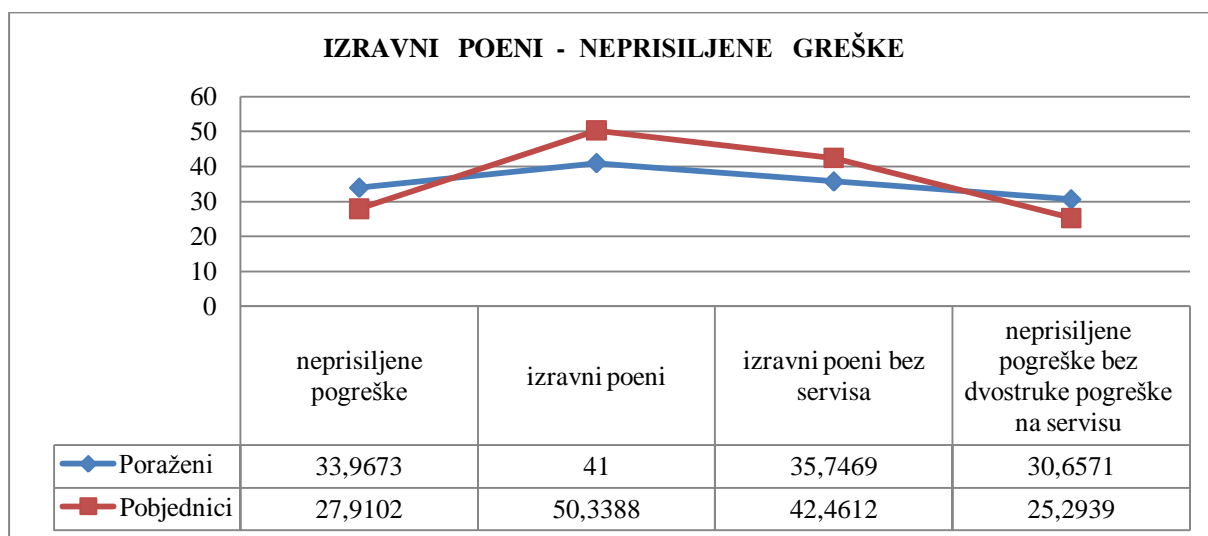 IZRAVNI POENI - NEPRISILJENE GREŠKE
60
50
40
30
20
10
0
neprisiljene
pogreške
izravni poeni
izravni poeni bez
servisa
neprisiljene
pogreške bez
dvostruke pogreške
na servisu
Poraženi 33,9673 41 35,7469 30,6571
Pobjednici 27,9102 50,3388 42,4612 25,2939